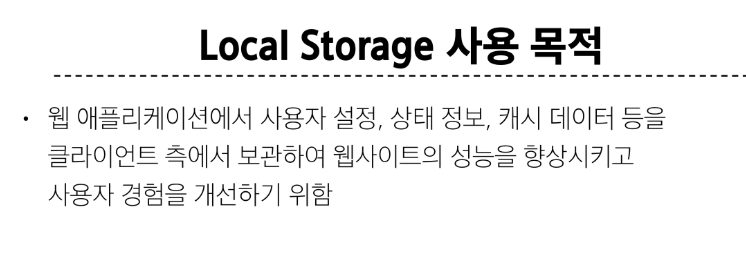 Local Storage 사용 목적
• 웹 애플리케이션에서 사용자 설정, 상태 정보, 캐시 데이터 등을
클라이언트 측에서 보관하여 웹사이트의 성능을 향상시키고
사용자 경험을 개선하기 위함